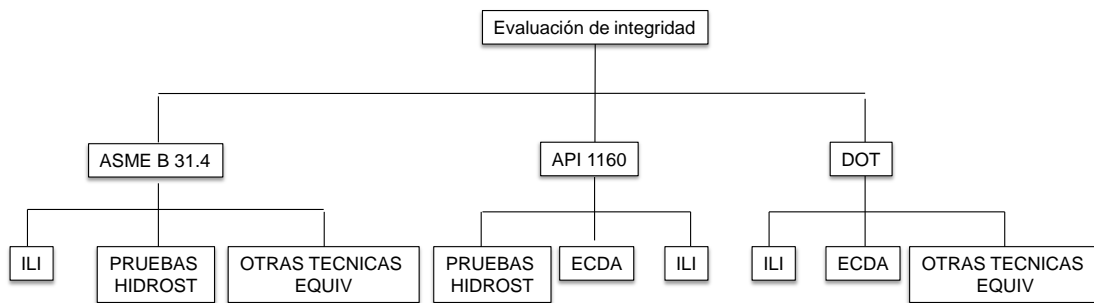 Evaluación de integridad
ASME B 31.4
API 1160
DOT
ILI
PRUEBAS
HIDROST
OTRAS TECNICAS
EQUIV
PRUEBAS
HIDROST
ECDA
ILI
ILI
ECDA
OTRAS TECNICAS
EQUIV